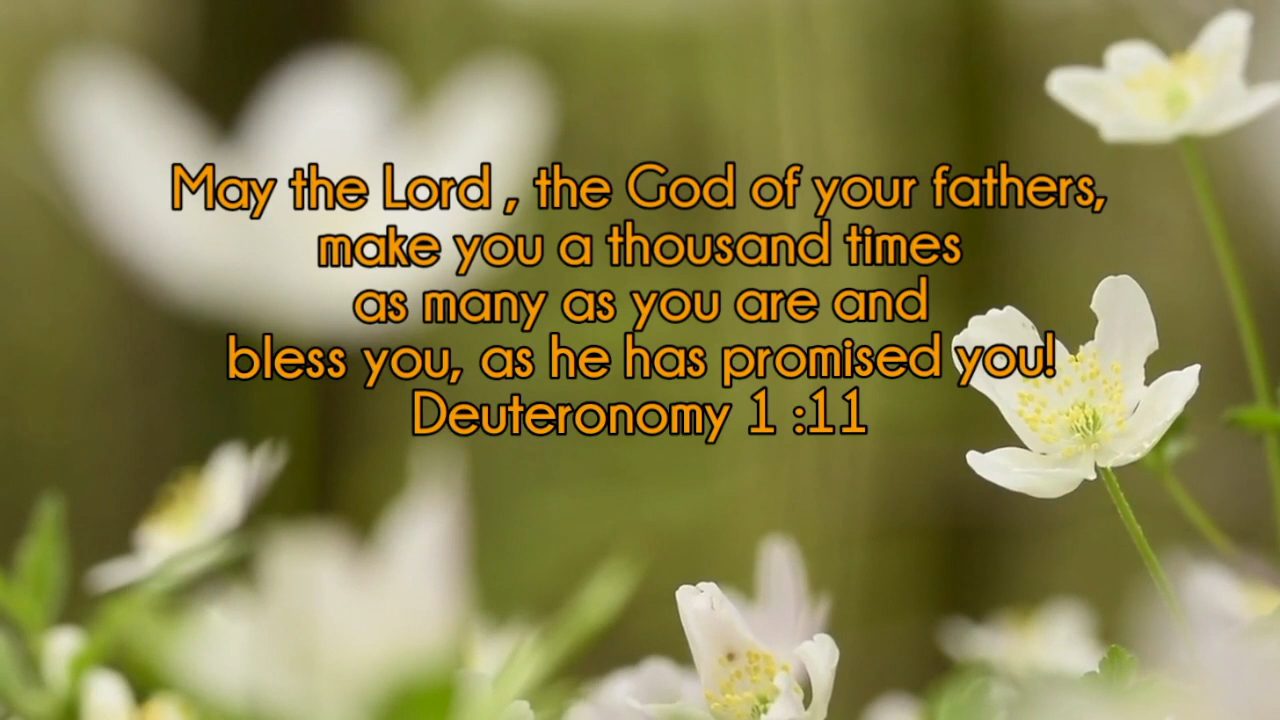 May the Lord , the God of your fathers,
make you a thousand times
as many as you are and
bless you, as he has promised you!
Deuteronomy 1 :11